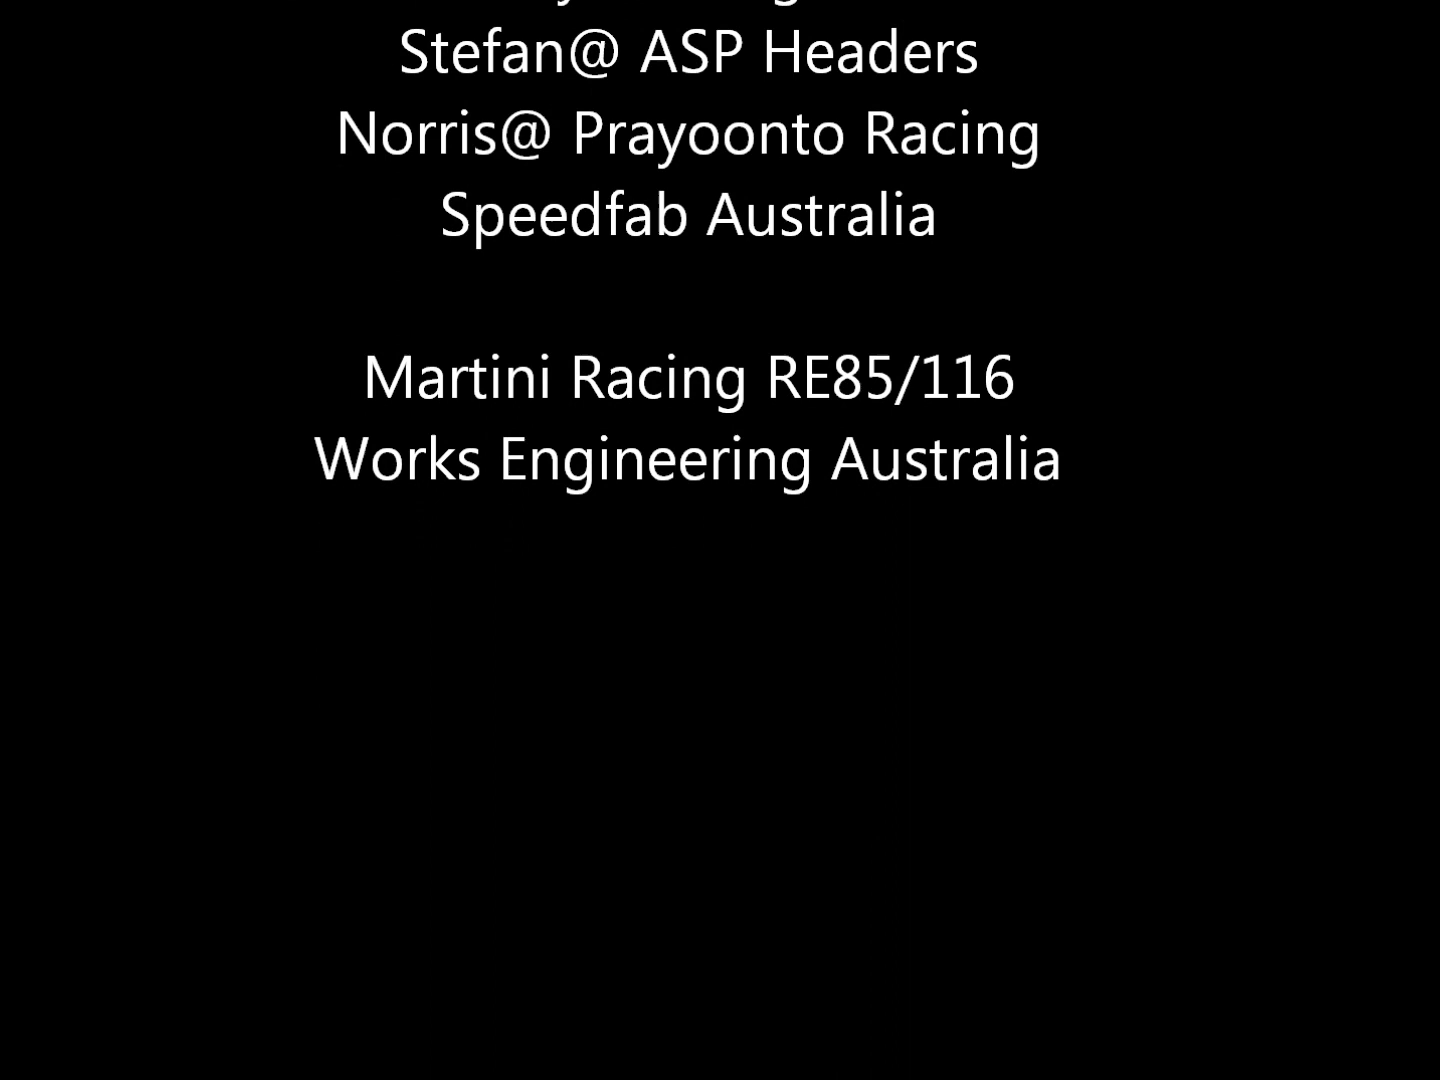 Stefan@ ASP Headers
Norris@ Prayoonto Racing
Speedfab Australia
Martini Racing RE85/116
Works Engineering Australia